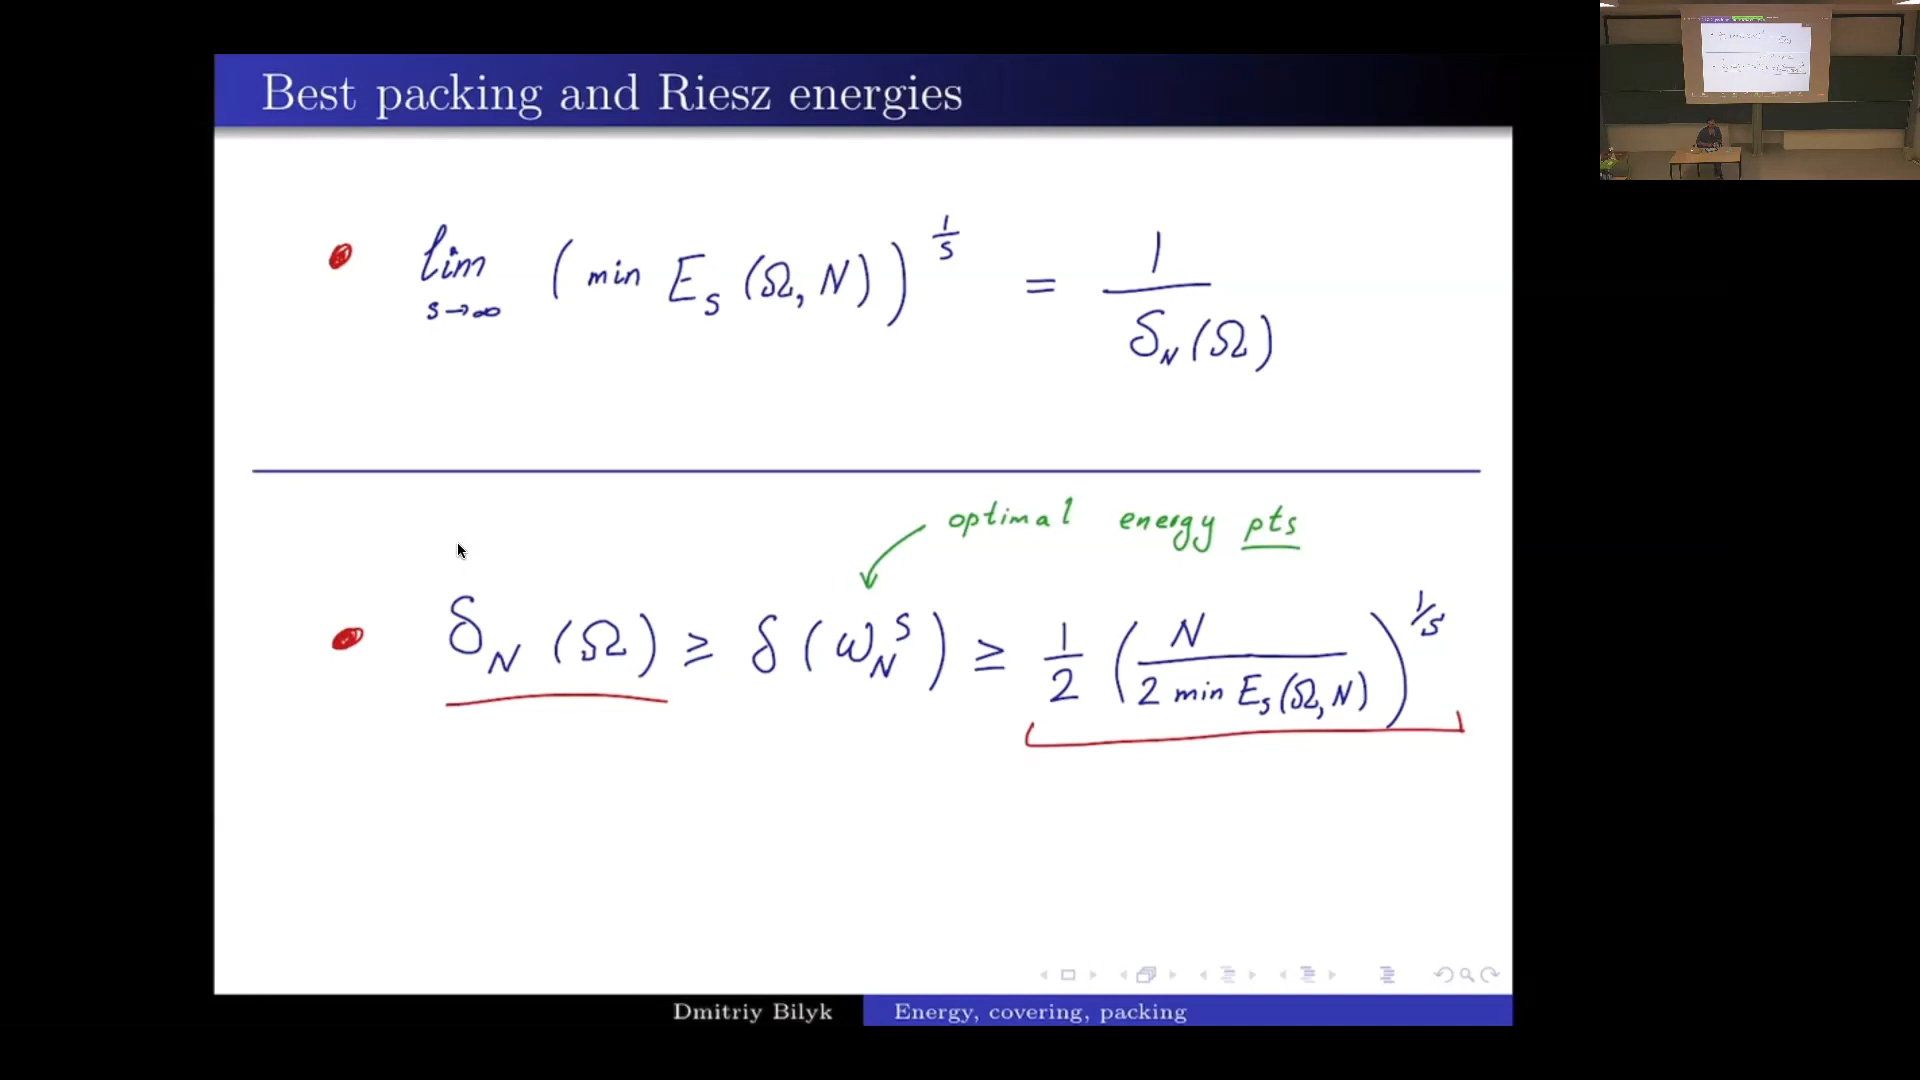 Best packing and Riesz energies
lim s→∞ ( min E_s (Ω, N) )^{1/s} = 1 / δ_N (Ω)
optimal energy pts
δ_N (Ω) ≥ δ ( ω_N^s ) ≥ 1/2 ( N / 2 min E_s (Ω, N) )^{1/s}
Dmitriy Bilyk
Energy, covering, packing